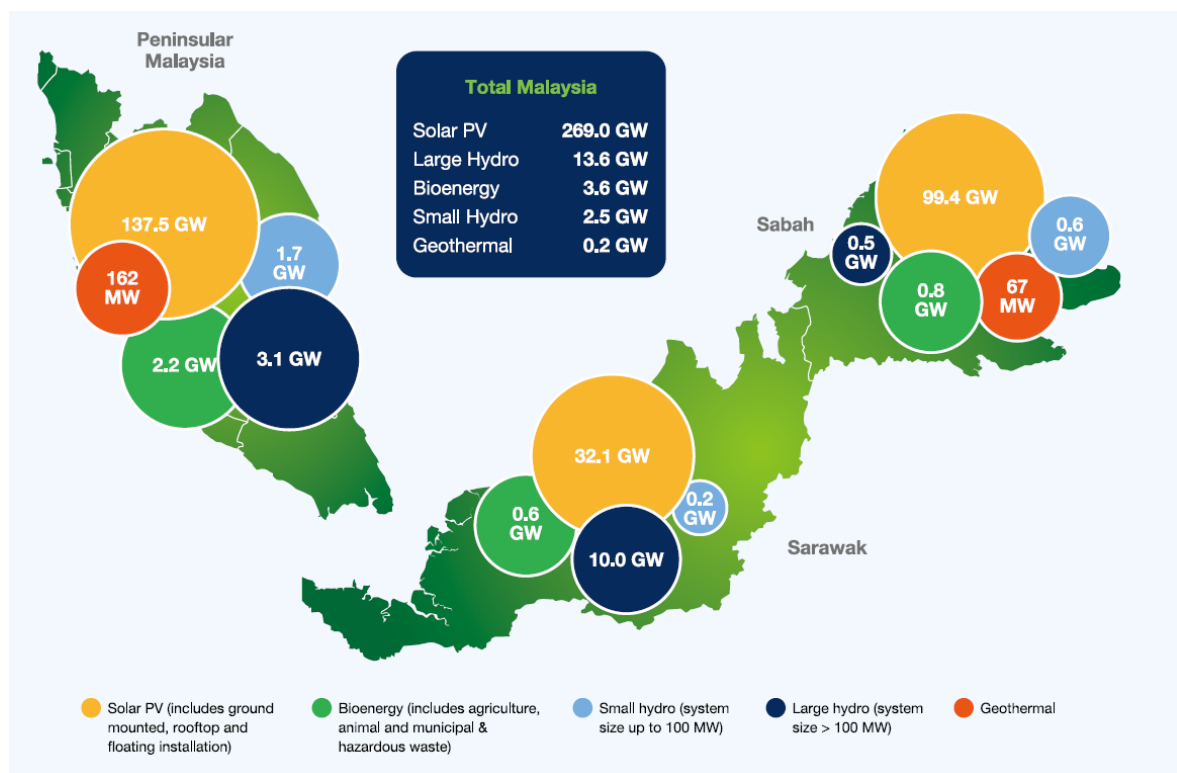 Peninsular
Malaysia
Total Malaysia
Solar PV 269.0 GW
Large Hydro 13.6 GW
Bioenergy 3.6 GW
Small Hydro 2.5 GW
Geothermal 0.2 GW
137.5 GW
162
MW
1.7
GW
2.2 GW
3.1 GW
Sabah
99.4 GW
0.6
GW
0.5
GW
0.8
GW
67
MW
32.1 GW
0.6
GW
0.2
GW
10.0 GW
Sarawak
Solar PV (includes ground
mounted, rooftop and
floating installation)
Bioenergy (includes agriculture,
animal and municipal &
hazardous waste)
Small hydro (system
size up to 100 MW)
Large hydro (system
size > 100 MW)
Geothermal